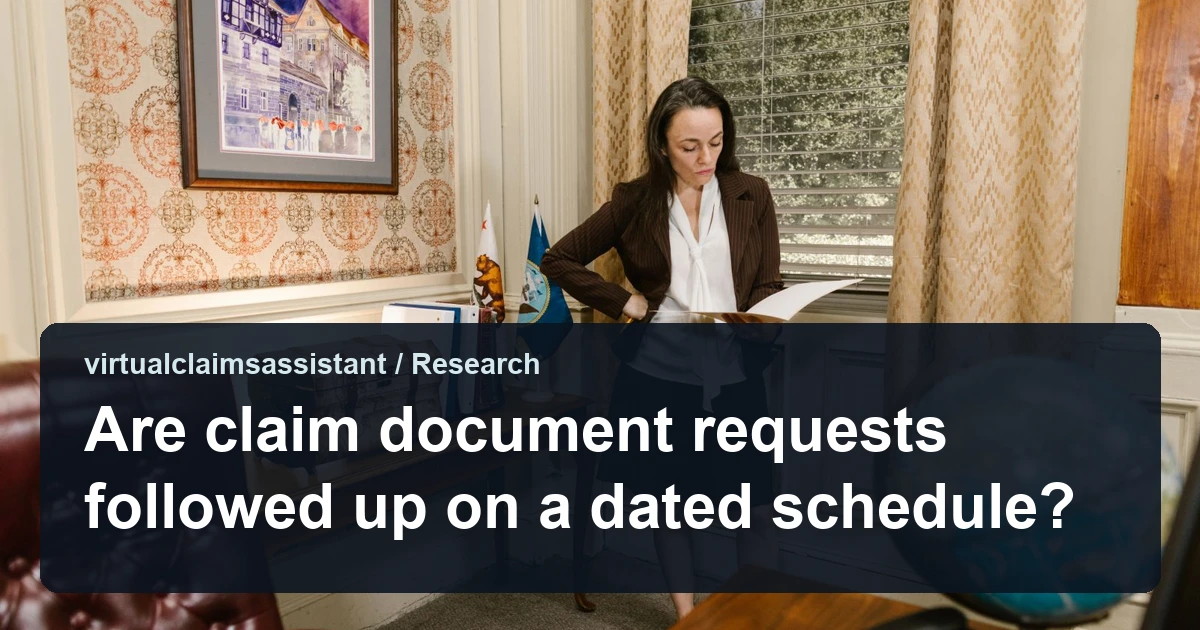 virtualclaimsassistant / Research
Are claim document requests
followed up on a dated schedule?